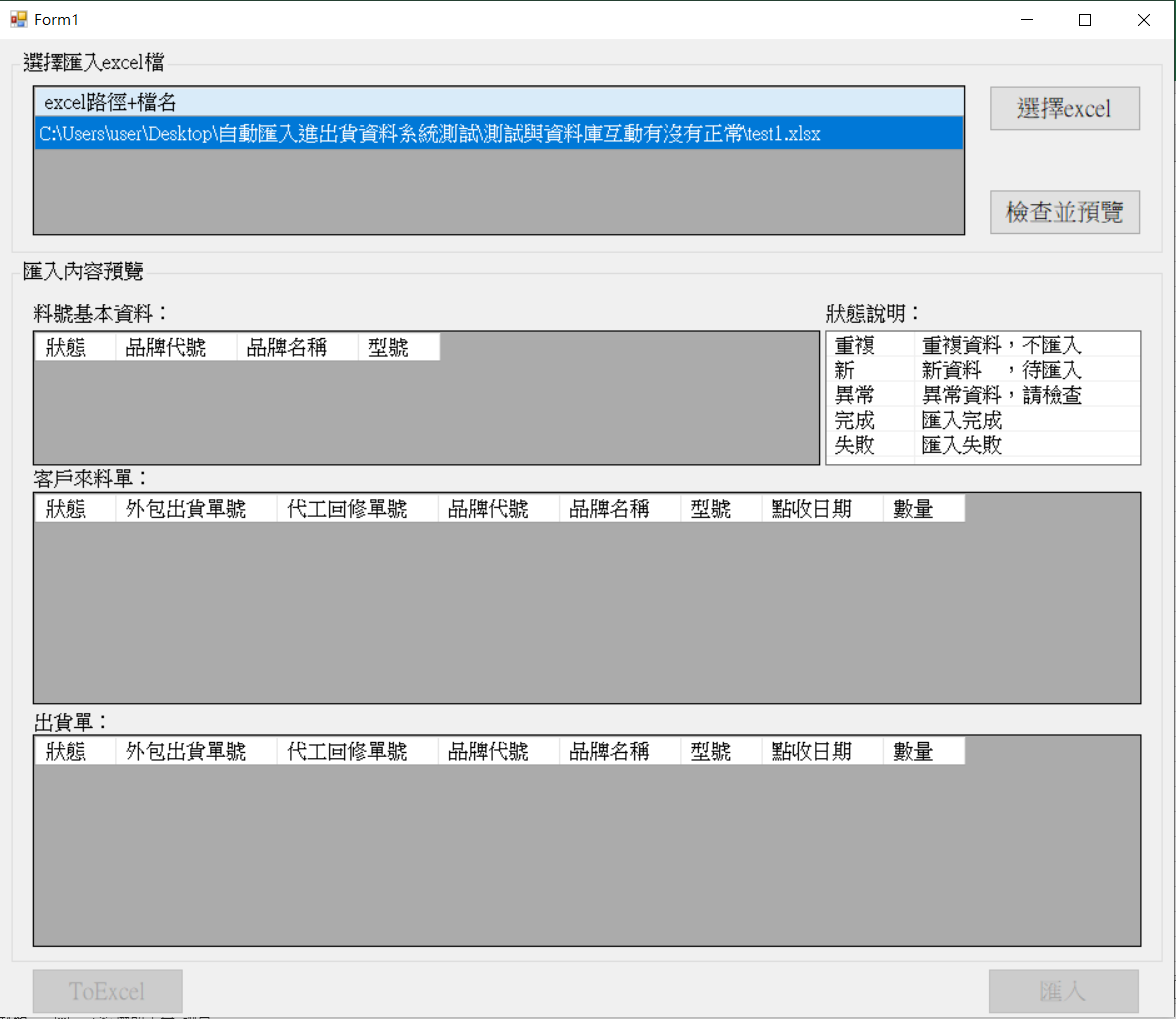 Form1
選擇匯入excel檔
excel路徑+檔名
C:\Users\user\Desktop\自動匯入進出貨資料系統測試\測試與資料庫互動有沒有正常\test1.xlsx
選擇excel
檢查並預覽
匯入內容預覽
料號基本資料：
狀態 品牌代號 品牌名稱 型號
狀態說明：
重複 重複資料，不匯入
新 新資料　，待匯入
異常 異常資料，請檢查
完成 匯入完成
失敗 匯入失敗
客戶來料單：
狀態 外包出貨單號 代工回修單號 品牌代號 品牌名稱 型號 點收日期 數量
出貨單：
狀態 外包出貨單號 代工回修單號 品牌代號 品牌名稱 型號 點收日期 數量
ToExcel
匯入